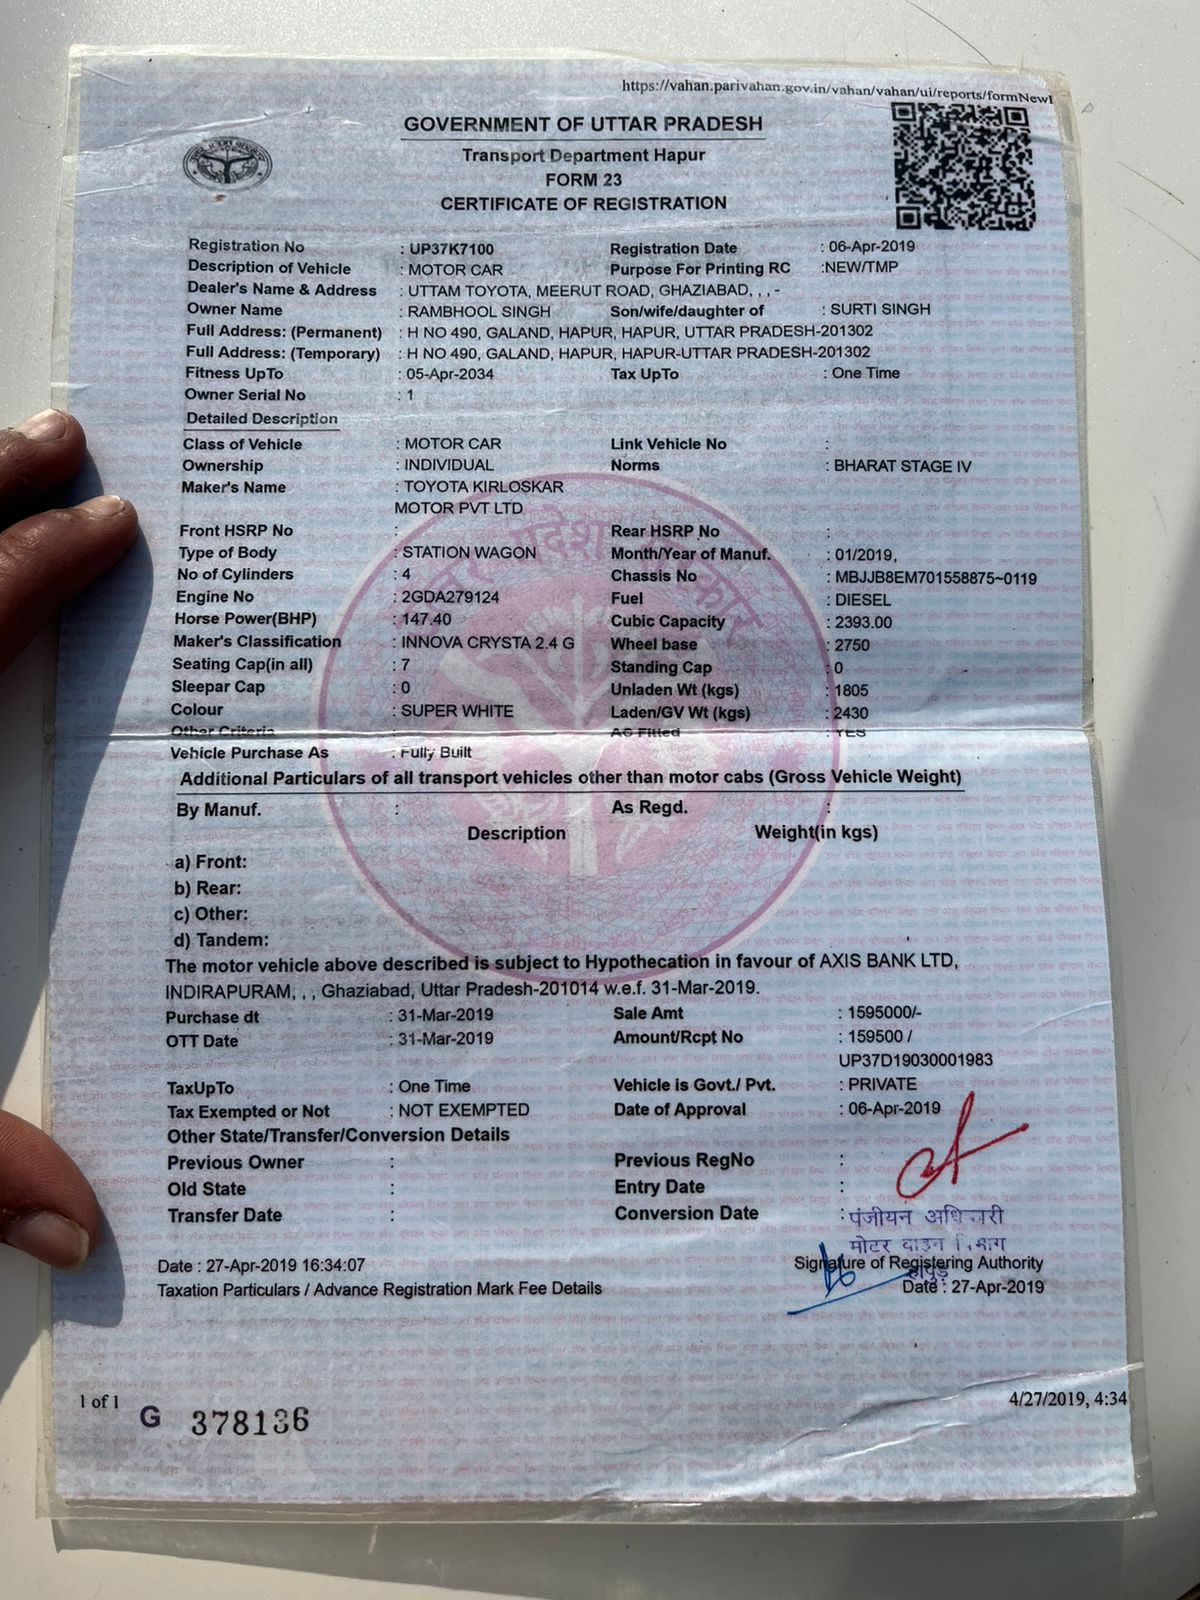 https://vahan.parivahan.gov.in/vahan/vahan/ui/reports/formNewI
GOVERNMENT OF UTTAR PRADESH
Transport Department Hapur
FORM 23
CERTIFICATE OF REGISTRATION
Registration No : UP37K7100 Registration Date : 06-Apr-2019
Description of Vehicle : MOTOR CAR Purpose For Printing RC :NEW/TMP
Dealer's Name & Address : UTTAM TOYOTA, MEERUT ROAD, GHAZIABAD, , , -
Owner Name : RAMBHOOL SINGH Son/wife/daughter of : SURTI SINGH
Full Address: (Permanent) : H NO 490, GALAND, HAPUR, HAPUR, UTTAR PRADESH-201302
Full Address: (Temporary) : H NO 490, GALAND, HAPUR, HAPUR-UTTAR PRADESH-201302
Fitness UpTo : 05-Apr-2034 Tax UpTo : One Time
Owner Serial No : 1
Detailed Description
Class of Vehicle : MOTOR CAR Link Vehicle No :
Ownership : INDIVIDUAL Norms : BHARAT STAGE IV
Maker's Name : TOYOTA KIRLOSKAR
MOTOR PVT LTD
Front HSRP No : Rear HSRP No :
Type of Body : STATION WAGON Month/Year of Manuf. : 01/2019,
No of Cylinders : 4 Chassis No : MBJJB8EM701558875~0119
Engine No : 2GDA279124 Fuel : DIESEL
Horse Power(BHP) : 147.40 Cubic Capacity : 2393.00
Maker's Classification : INNOVA CRYSTA 2.4 G Wheel base : 2750
Seating Cap(in all) : 7 Standing Cap : 0
Sleepar Cap : 0 Unladen Wt (kgs) : 1805
Colour : SUPER WHITE Laden/GV Wt (kgs) : 2430
Other Criteria : AC Fitted : YES
Vehicle Purchase As : Fully Built
Additional Particulars of all transport vehicles other than motor cabs (Gross Vehicle Weight)
By Manuf. : As Regd. :
Description Weight(in kgs)
a) Front:
b) Rear:
c) Other:
d) Tandem:
The motor vehicle above described is subject to Hypothecation in favour of AXIS BANK LTD,
INDIRAPURAM, , , Ghaziabad, Uttar Pradesh-201014 w.e.f. 31-Mar-2019.
Purchase dt : 31-Mar-2019 Sale Amt : 1595000/-
OTT Date : 31-Mar-2019 Amount/Rcpt No : 159500 /
UP37D19030001983
TaxUpTo : One Time Vehicle is Govt./ Pvt. : PRIVATE
Tax Exempted or Not : NOT EXEMPTED Date of Approval : 06-Apr-2019
Other State/Transfer/Conversion Details
Previous Owner : Previous RegNo :
Old State : Entry Date :
Transfer Date : Conversion Date :
पंजीयन अधिकारी
मोटर वाहन विभाग
हापुड़
Date : 27-Apr-2019 16:34:07 Signature of Registering Authority
Taxation Particulars / Advance Registration Mark Fee Details Date : 27-Apr-2019
1 of 1 4/27/2019, 4:34
G 378136